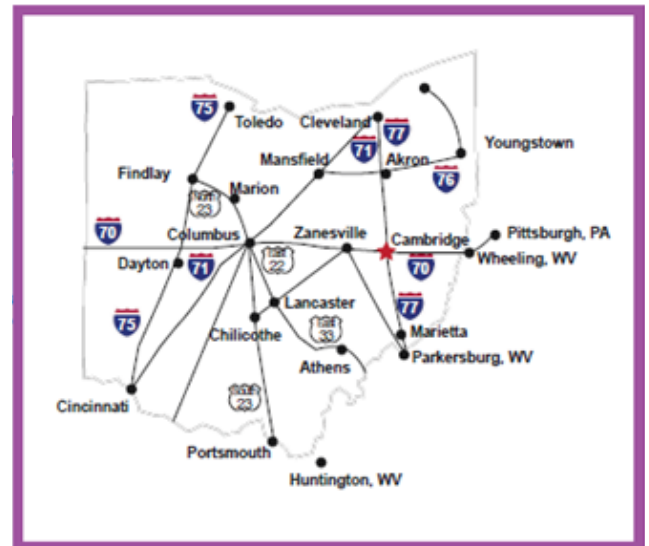 75
Toledo
Cleveland
77
71
Youngstown
Mansfield
Akron
Findlay
76
Marion
23
70
Columbus
Zanesville
Cambridge
Pittsburgh, PA
Dayton
71
22
70
Wheeling, WV
75
Lancaster
77
Chilicothe
33
Marietta
Athens
Parkersburg, WV
Cincinnati
23
Portsmouth
Huntington, WV